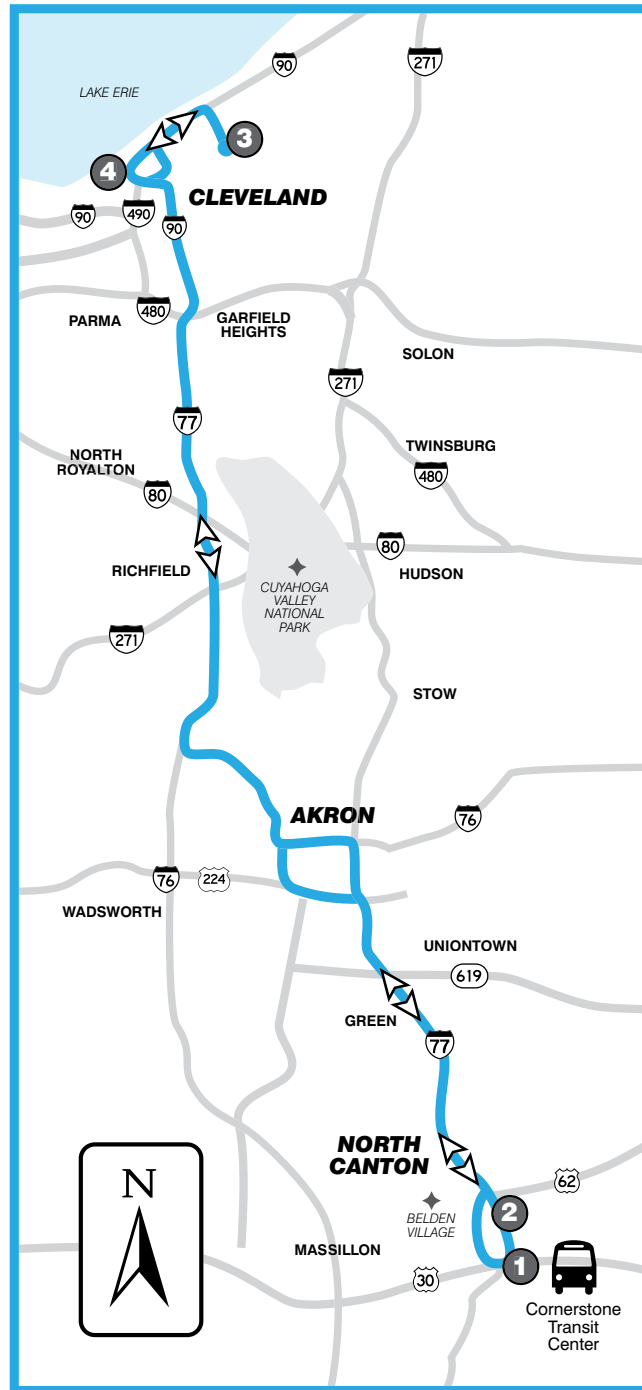 271
90
LAKE ERIE
3
4
CLEVELAND
90
490
90
480
PARMA
GARFIELD
HEIGHTS
SOLON
271
77
TWINSBURG
NORTH
ROYALTON
480
80
80
RICHFIELD
HUDSON
CUYAHOGA
VALLEY
NATIONAL
PARK
271
STOW
AKRON
76
76
224
WADSWORTH
UNIONTOWN
619
GREEN
77
NORTH
CANTON
62
N
2
BELDEN
VILLAGE
MASSILLON
1
30
Cornerstone
Transit
Center